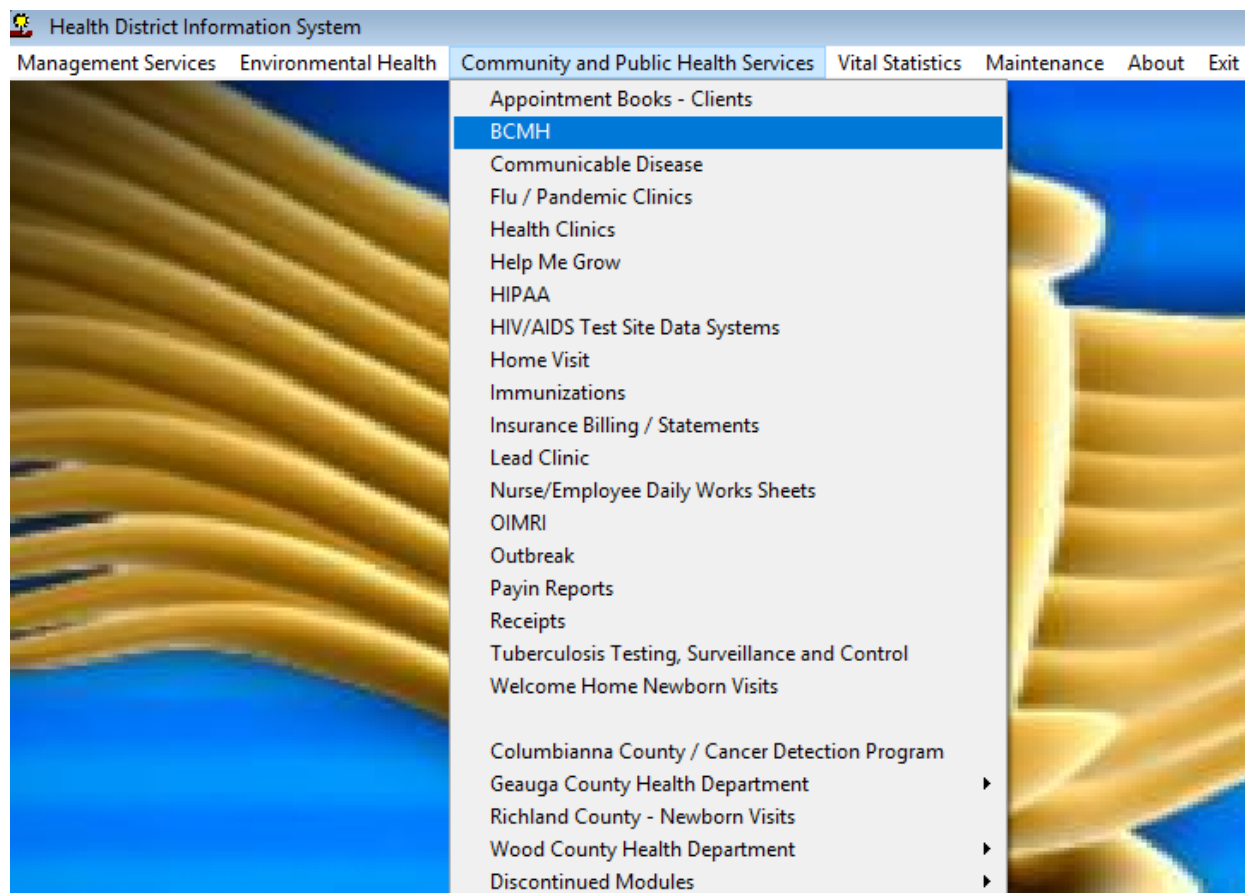 Health District Information System
Management Services Environmental Health Community and Public Health Services Vital Statistics Maintenance About Exit
Appointment Books - Clients
BCMH
Communicable Disease
Flu / Pandemic Clinics
Health Clinics
Help Me Grow
HIPAA
HIV/AIDS Test Site Data Systems
Home Visit
Immunizations
Insurance Billing / Statements
Lead Clinic
Nurse/Employee Daily Works Sheets
OIMRI
Outbreak
Payin Reports
Receipts
Tuberculosis Testing, Surveillance and Control
Welcome Home Newborn Visits
Columbianna County / Cancer Detection Program
Geauga County Health Department
Richland County - Newborn Visits
Wood County Health Department
Discontinued Modules